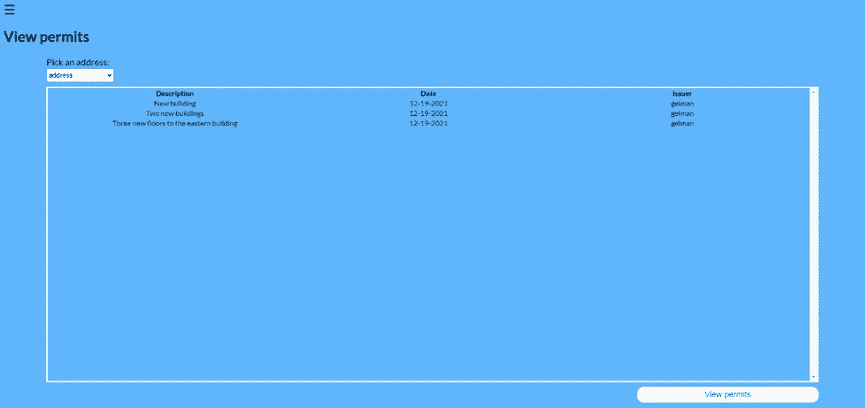 View permits
Pick an address:
address
Description Date Issuer
New building 12-19-2021 gelman
Two new buildings 12-19-2021 gelman
Three new floors to the eastern building 12-19-2021 gelman
View permits